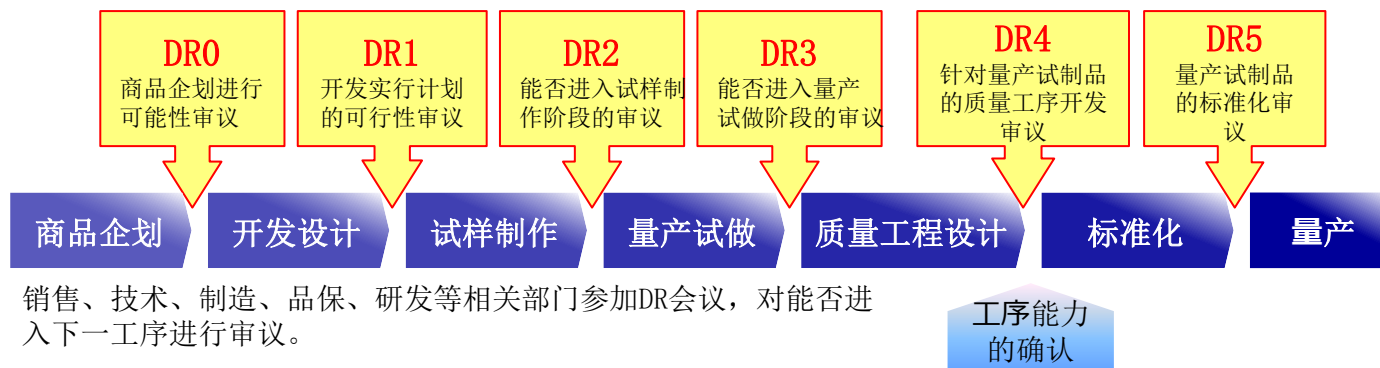 DR0
商品企划进行
可能性审议
DR1
开发实行计划
的可行性审议
DR2
能否进入试样制
作阶段的审议
DR3
能否进入量产
试做阶段的审议
DR4
针对量产试制品
的质量工序开发
审议
DR5
量产试制品
的标准化审
议
商品企划
开发设计
试样制作
量产试做
质量工程设计
标准化
量产
销售、技术、制造、品保、研发等相关部门参加DR会议，对能否进
入下一工序进行审议。
工序能力
的确认